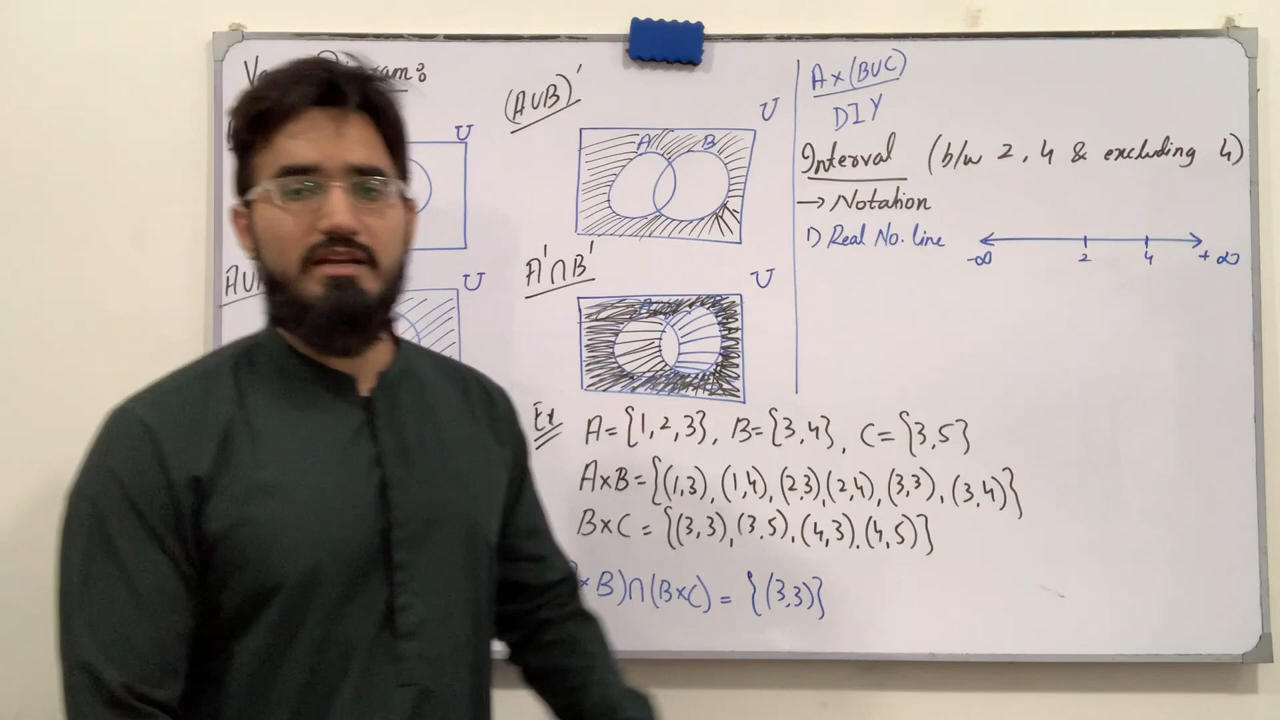 U
U
(A∪B)'
U
A B
A'∩B'
U
A×(B∪C)
DIY
Interval (b/w 2, 4 & excluding 4)
→ Notation
1) Real No. line
-∞ 2 4 +∞
Ex A={1,2,3}, B={3,4}, C={3,5}
A×B={(1,3),(1,4),(2,3)(2,4),(3,3),(3,4)}
B×C={(3,3),(3,5),(4,3),(4,5)}
×B)∩(B×C) = {(3,3)}